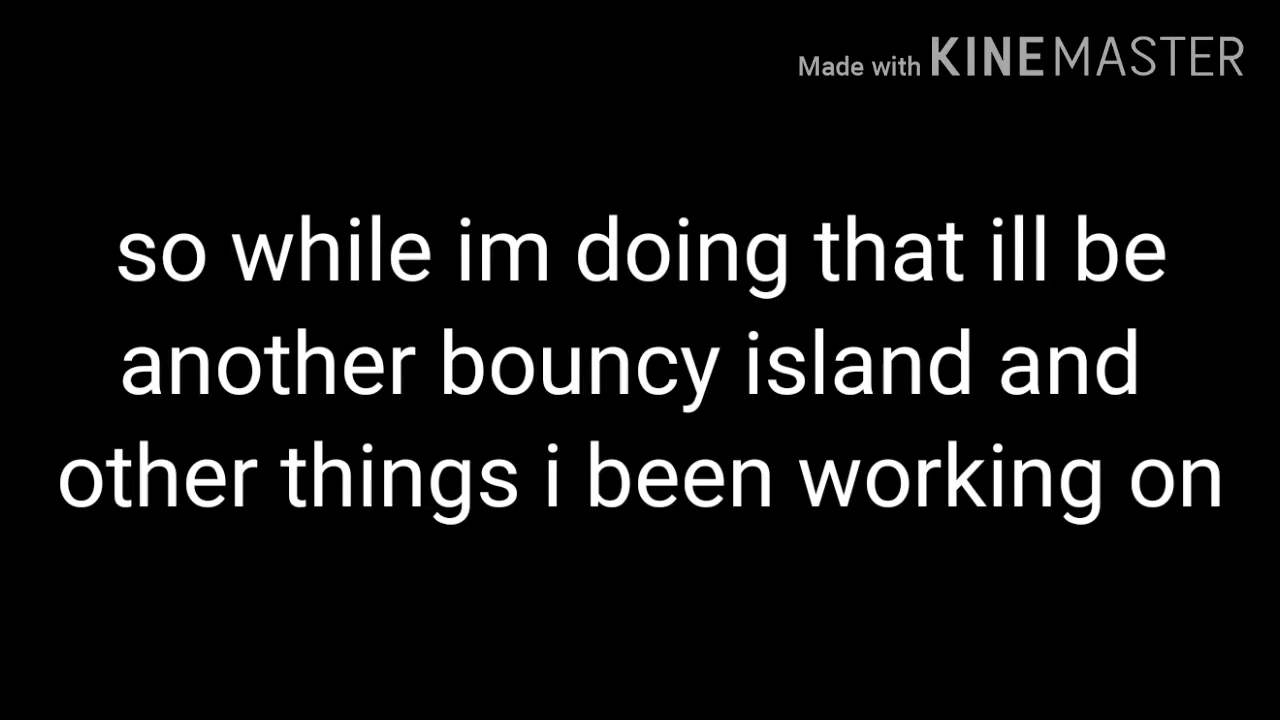 Made with KINEMASTER
so while im doing that ill be
another bouncy island and
other things i been working on